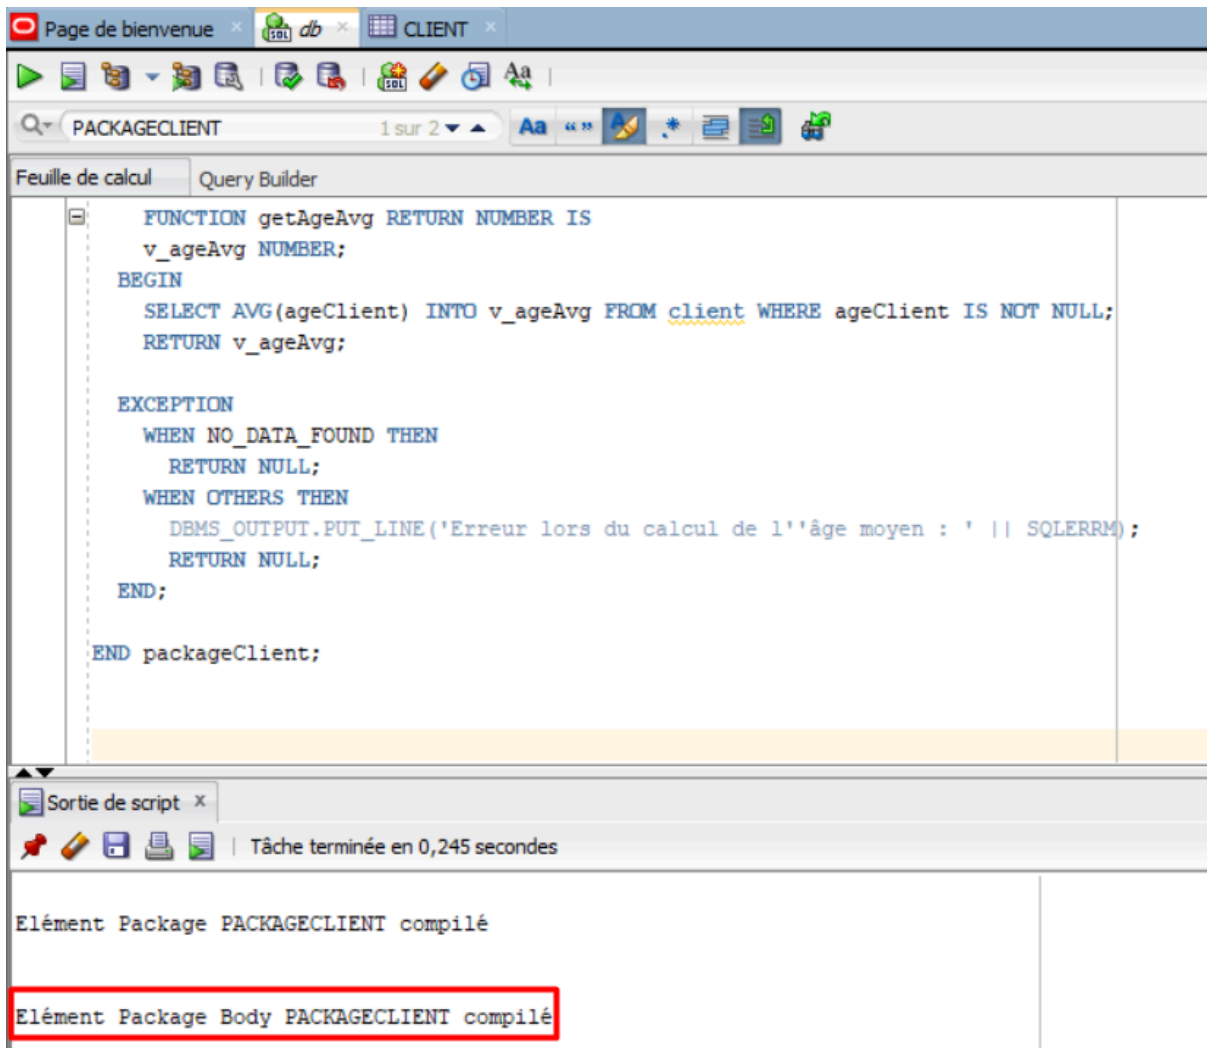 Page de bienvenue db CLIENT
PACKAGECLIENT 1 sur 2 Aa “ ”
Feuille de calcul Query Builder
FUNCTION getAgeAvg RETURN NUMBER IS
v_ageAvg NUMBER;
BEGIN
SELECT AVG(ageClient) INTO v_ageAvg FROM client WHERE ageClient IS NOT NULL;
RETURN v_ageAvg;
EXCEPTION
WHEN NO_DATA_FOUND THEN
RETURN NULL;
WHEN OTHERS THEN
DBMS_OUTPUT.PUT_LINE('Erreur lors du calcul de l''âge moyen : ' || SQLERRM);
RETURN NULL;
END;
END packageClient;
Sortie de script x
Tâche terminée en 0,245 secondes
Elément Package PACKAGECLIENT compilé
Elément Package Body PACKAGECLIENT compilé